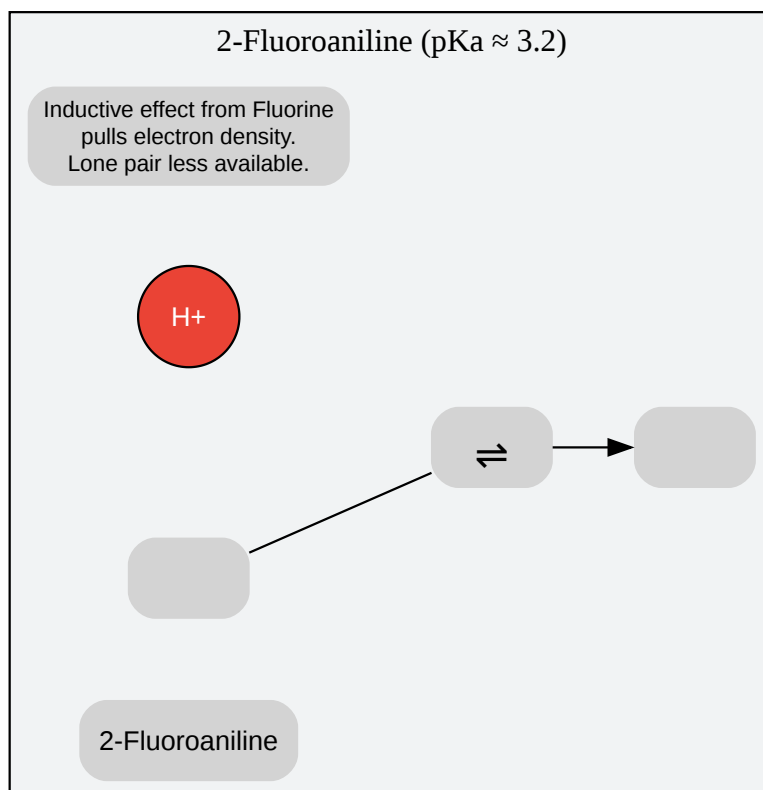 2-Fluoroaniline (pKa ≈ 3.2)
Inductive effect from Fluorine
pulls electron density.
Lone pair less available.
H+
⇌
2-Fluoroaniline